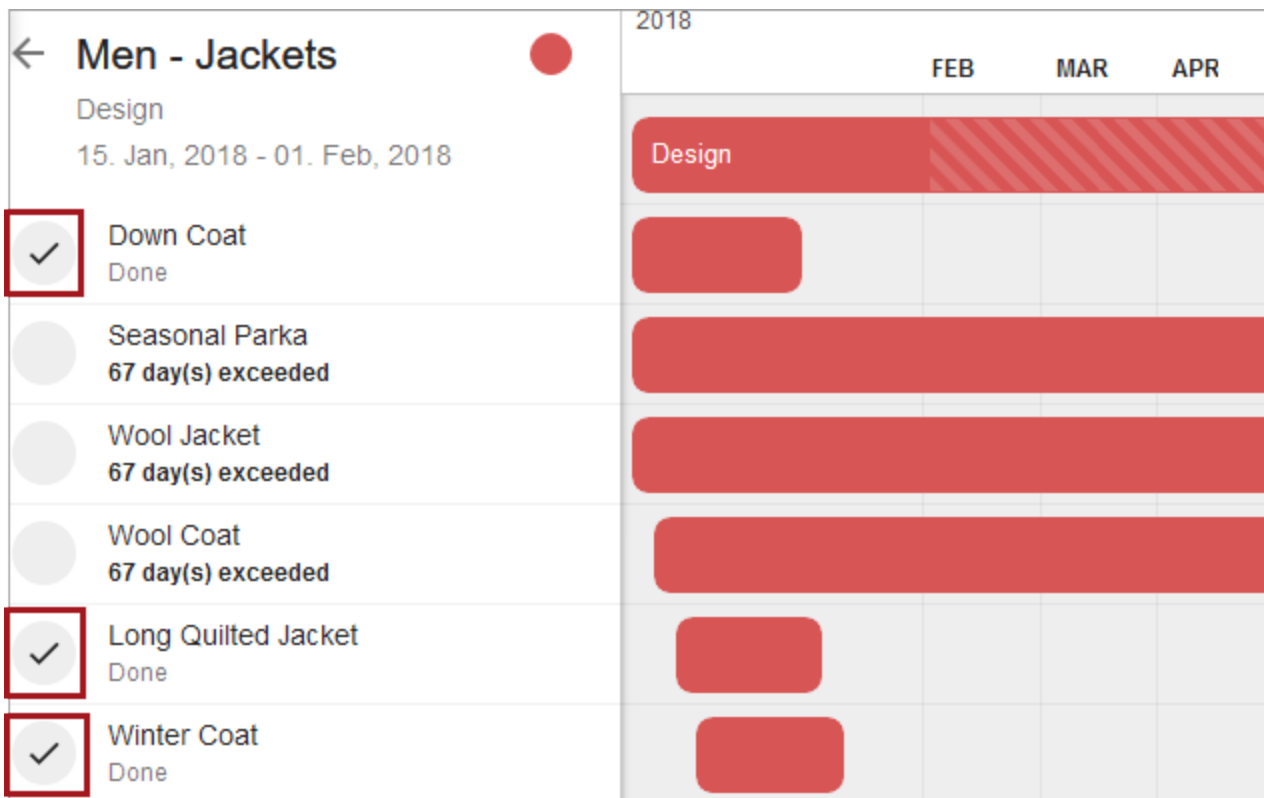 Men - Jackets
Design
15. Jan, 2018 - 01. Feb, 2018
2018
FEB MAR APR
Design
Down Coat
Done
Seasonal Parka
67 day(s) exceeded
Wool Jacket
67 day(s) exceeded
Wool Coat
67 day(s) exceeded
Long Quilted Jacket
Done
Winter Coat
Done